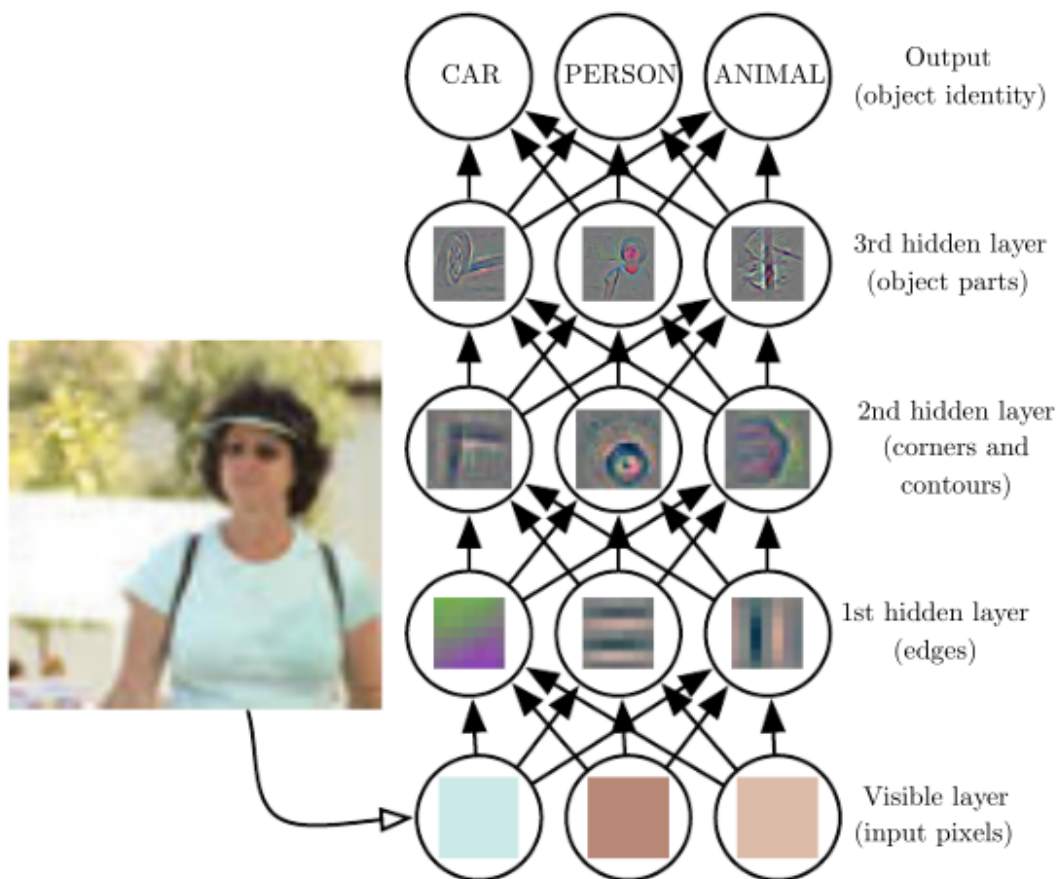 CAR
PERSON
ANIMAL
Output
(object identity)
3rd hidden layer
(object parts)
2nd hidden layer
(corners and
contours)
1st hidden layer
(edges)
Visible layer
(input pixels)